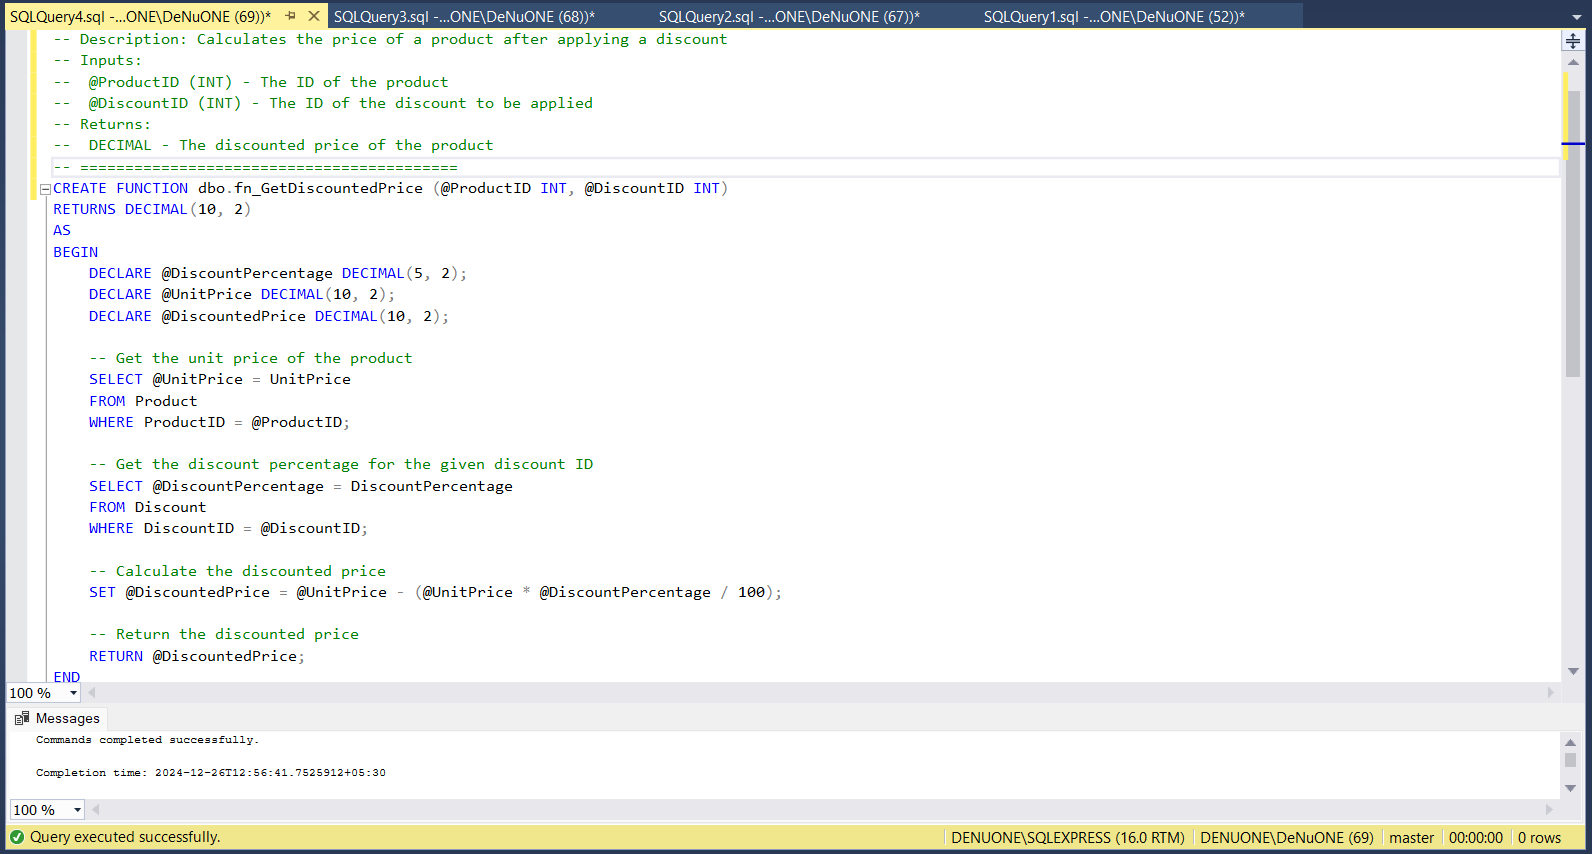 SQLQuery4.sql -...ONE\DeNuONE (69))* SQLQuery3.sql -...ONE\DeNuONE (68))* SQLQuery2.sql -...ONE\DeNuONE (67))* SQLQuery1.sql -...ONE\DeNuONE (52))*
-- Description: Calculates the price of a product after applying a discount
-- Inputs:
--  @ProductID (INT) - The ID of the product
--  @DiscountID (INT) - The ID of the discount to be applied
-- Returns:
--  DECIMAL - The discounted price of the product
-- ==========================================
CREATE FUNCTION dbo.fn_GetDiscountedPrice (@ProductID INT, @DiscountID INT)
RETURNS DECIMAL(10, 2)
AS
BEGIN
    DECLARE @DiscountPercentage DECIMAL(5, 2);
    DECLARE @UnitPrice DECIMAL(10, 2);
    DECLARE @DiscountedPrice DECIMAL(10, 2);

    -- Get the unit price of the product
    SELECT @UnitPrice = UnitPrice
    FROM Product
    WHERE ProductID = @ProductID;

    -- Get the discount percentage for the given discount ID
    SELECT @DiscountPercentage = DiscountPercentage
    FROM Discount
    WHERE DiscountID = @DiscountID;

    -- Calculate the discounted price
    SET @DiscountedPrice = @UnitPrice - (@UnitPrice * @DiscountPercentage / 100);

    -- Return the discounted price
    RETURN @DiscountedPrice;
END
100 %
Messages
Commands completed successfully.
Completion time: 2024-12-26T12:56:41.7525912+05:30
100 %
Query executed successfully. DENUONE\SQLEXPRESS (16.0 RTM) DENUONE\DeNuONE (69) master 00:00:00 0 rows